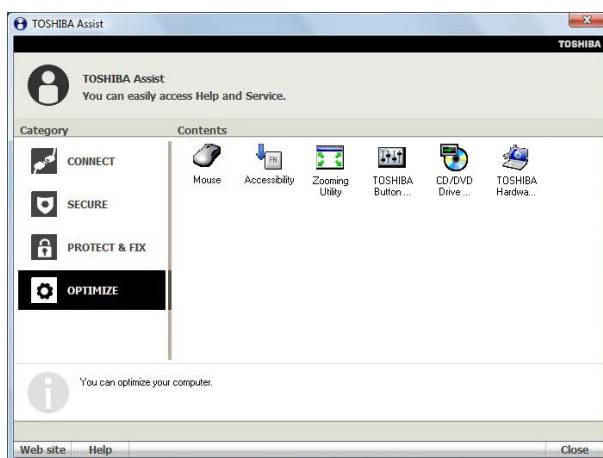 TOSHIBA Assist
TOSHIBA
TOSHIBA Assist
You can easily access Help and Service.
Category
Contents
CONNECT
SECURE
PROTECT & FIX
OPTIMIZE
Mouse
Accessibility
Zooming
Utility
TOSHIBA
Button ...
CD/DVD
Drive ...
TOSHIBA
Hardwa...
FN
You can optimize your computer.
Web site
Help
Close